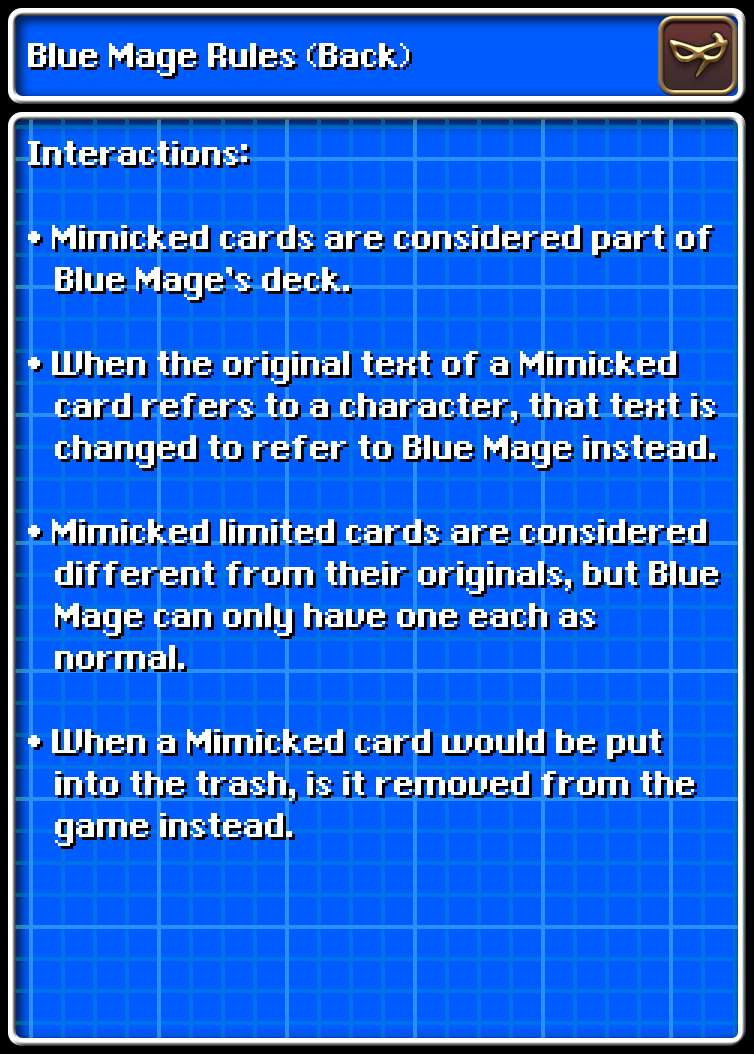 Blue Mage Rules (Back)
Interactions:
• Mimicked cards are considered part of
Blue Mage's deck.
• When the original text of a Mimicked
card refers to a character, that text is
changed to refer to Blue Mage instead.
• Mimicked limited cards are considered
different from their originals, but Blue
Mage can only have one each as
normal.
• When a Mimicked card would be put
into the trash, is it removed from the
game instead.